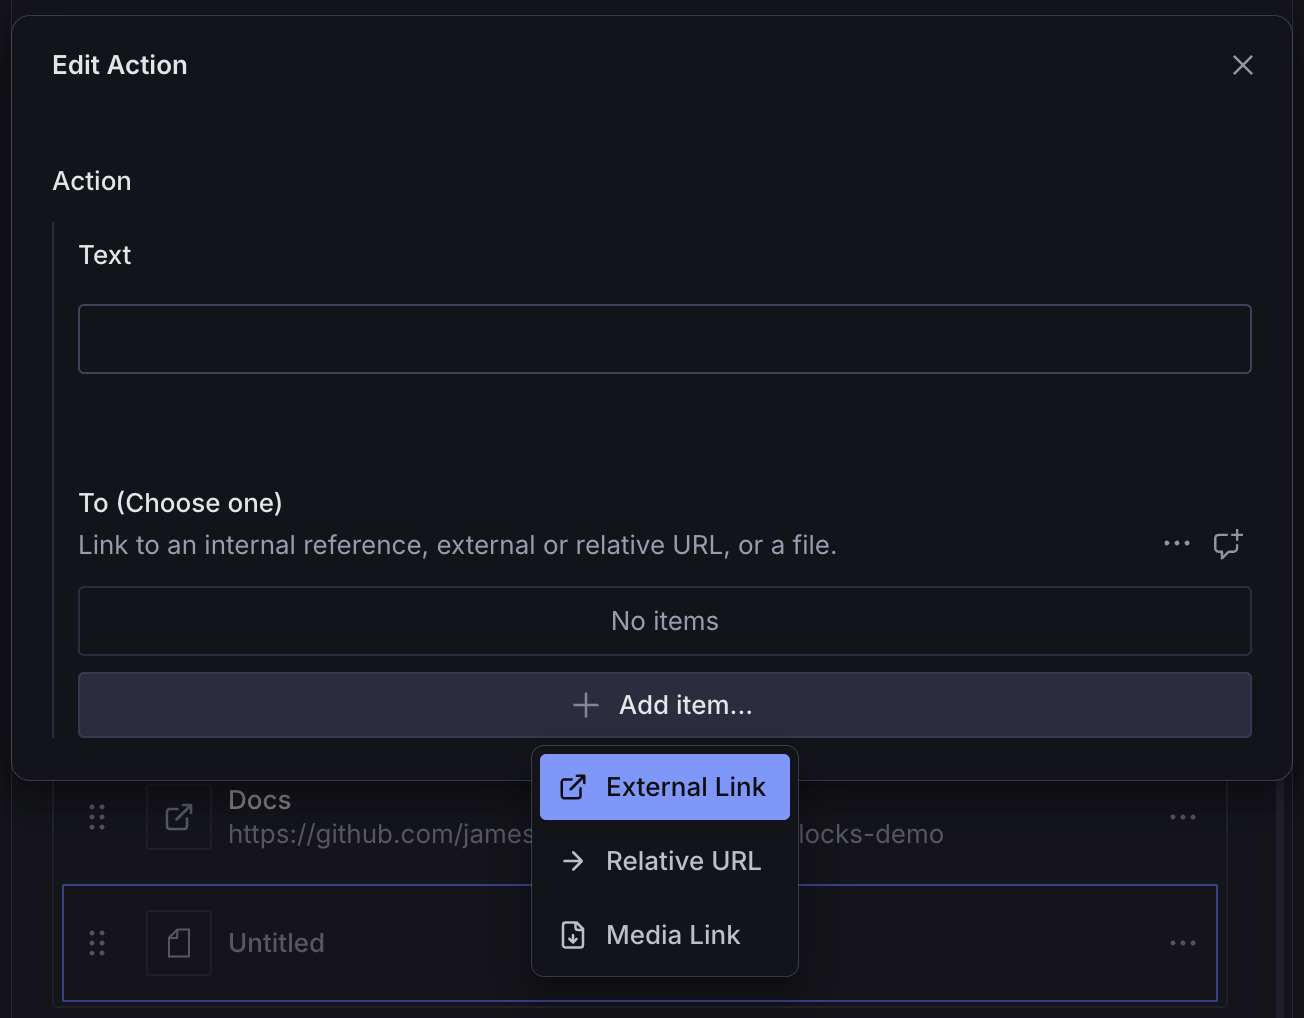 Edit Action
Action
Text
To (Choose one)
Link to an internal reference, external or relative URL, or a file.
No items
Add item...
External Link
Relative URL
Media Link
Docs
https://github.com/james locks-demo
Untitled